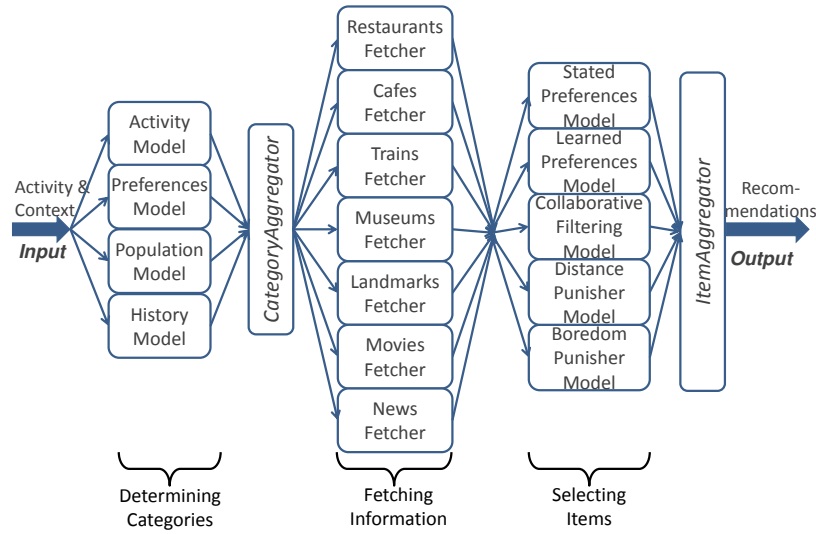 Activity &
Context
Input
Activity
Model
Preferences
Model
Population
Model
History
Model
CategoryAggregator
Restaurants
Fetcher
Cafes
Fetcher
Trains
Fetcher
Museums
Fetcher
Landmarks
Fetcher
Movies
Fetcher
News
Fetcher
Stated
Preferences
Model
Learned
Preferences
Model
Collaborative
Filtering
Model
Distance
Punisher
Model
Boredom
Punisher
Model
ItemAggregator
Recom-
mendations
Output
Determining
Categories
Fetching
Information
Selecting
Items